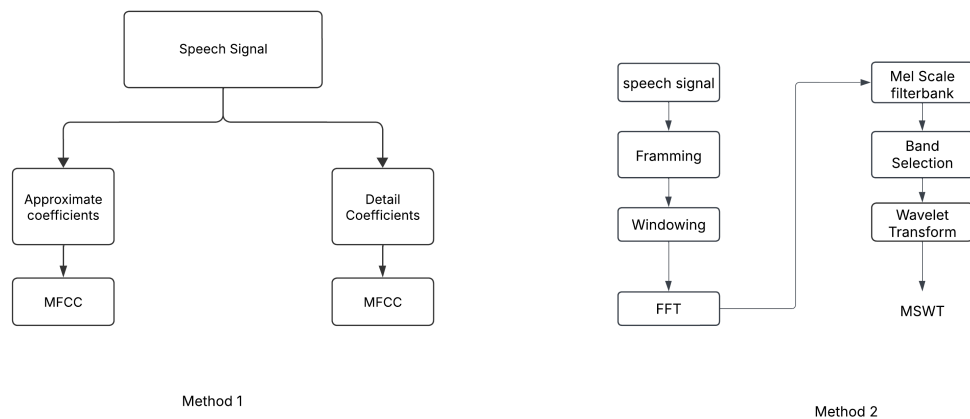 Speech Signal
Approximate
coefficients
Detail
Coefficients
MFCC
MFCC
Method 1
speech signal
Framming
Windowing
FFT
Mel Scale
filterbank
Band
Selection
Wavelet
Transform
MSWT
Method 2